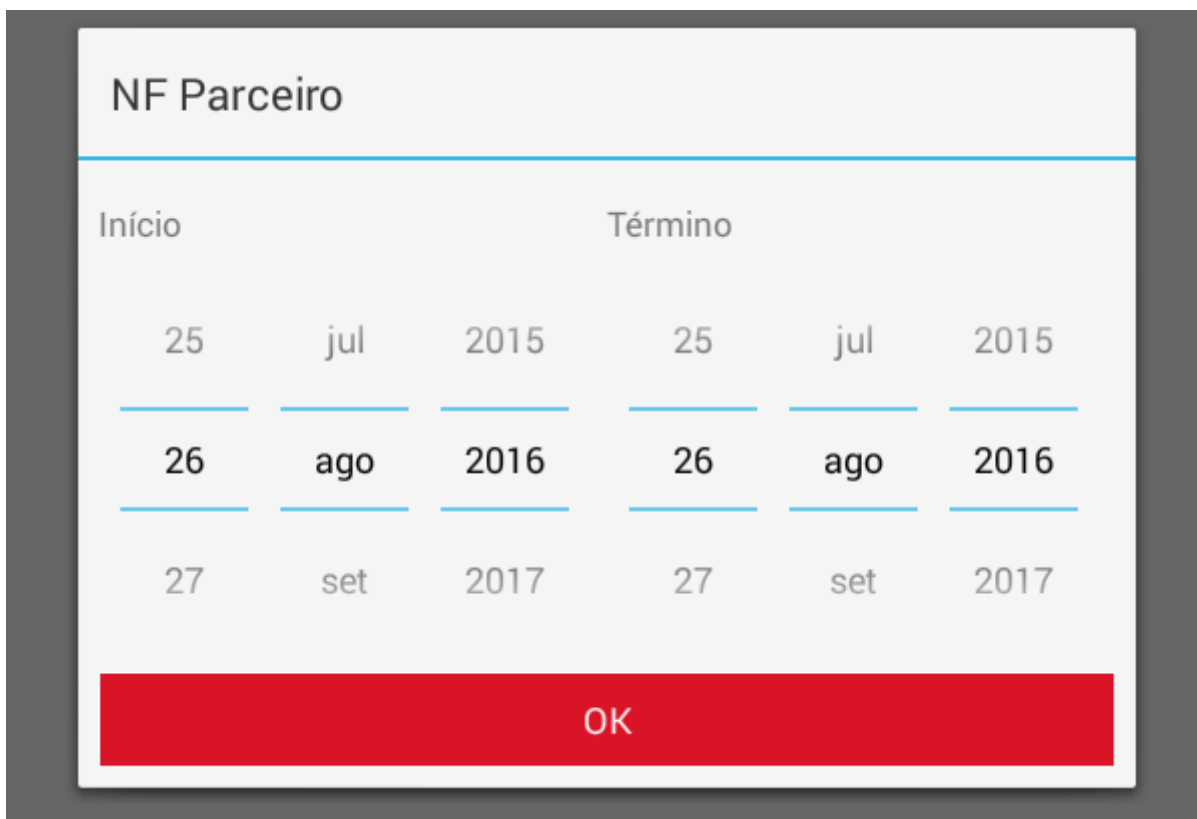 NF Parceiro
Início Término
25 jul 2015 25 jul 2015
26 ago 2016 26 ago 2016
27 set 2017 27 set 2017
OK